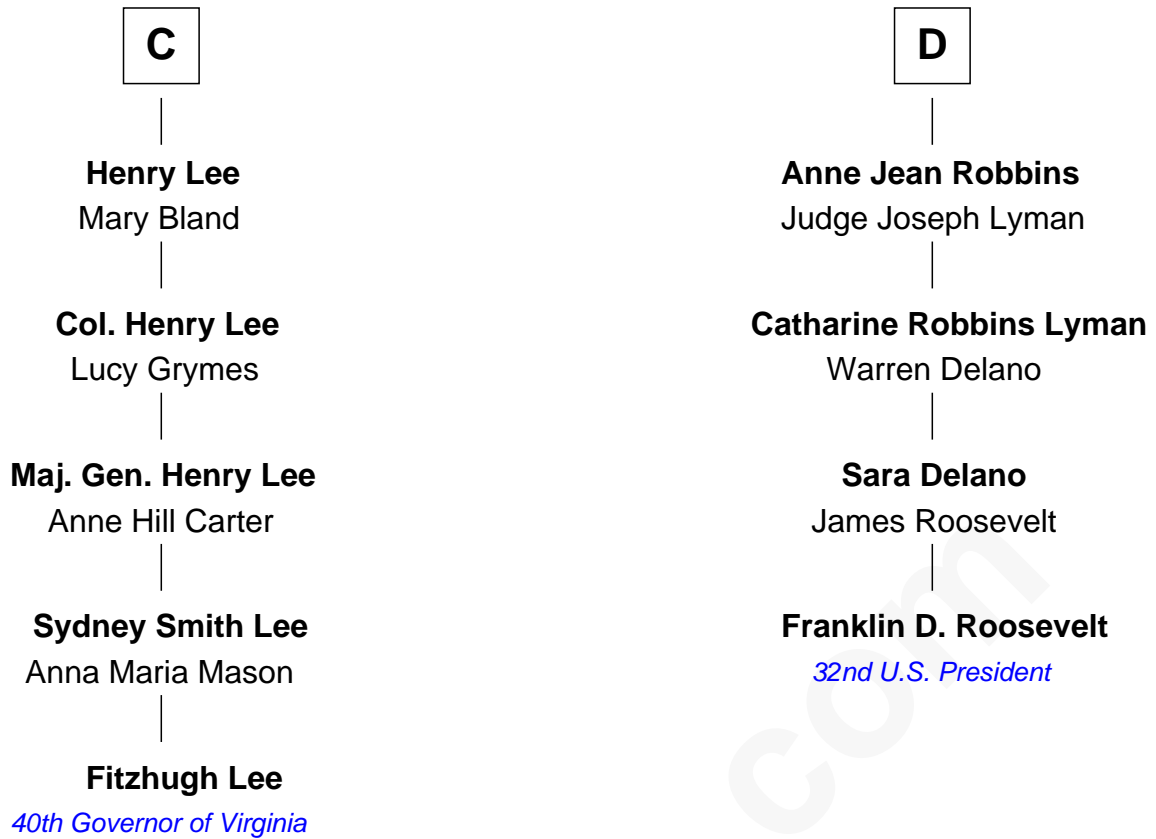 C
Henry Lee
Mary Bland
Col. Henry Lee
Lucy Grymes
Maj. Gen. Henry Lee
Anne Hill Carter
Sydney Smith Lee
Anna Maria Mason
Fitzhugh Lee
40th Governor of Virginia
D
Anne Jean Robbins
Judge Joseph Lyman
Catharine Robbins Lyman
Warren Delano
Sara Delano
James Roosevelt
Franklin D. Roosevelt
32nd U.S. President
com